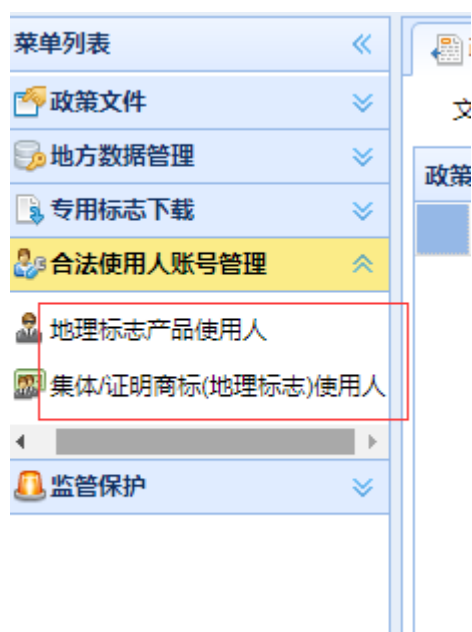 菜单列表
政策文件
文
地方数据管理
政策
专用标志下载
合法使用人账号管理
地理标志产品使用人
集体/证明商标(地理标志)使用人
监管保护